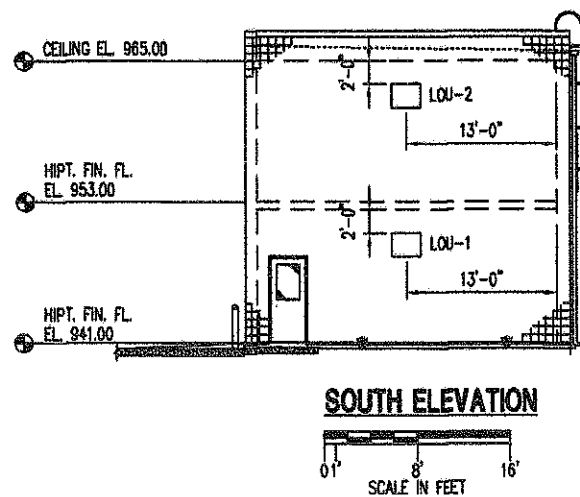 CEILING EL. 965.00
2'-0"
LOU-2
13'-0"
HIPT. FIN. FL.
EL. 953.00
2'-0"
LOU-1
13'-0"
HIPT. FIN. FL.
EL. 941.00
SOUTH ELEVATION
0 1' 8' 16'
SCALE IN FEET